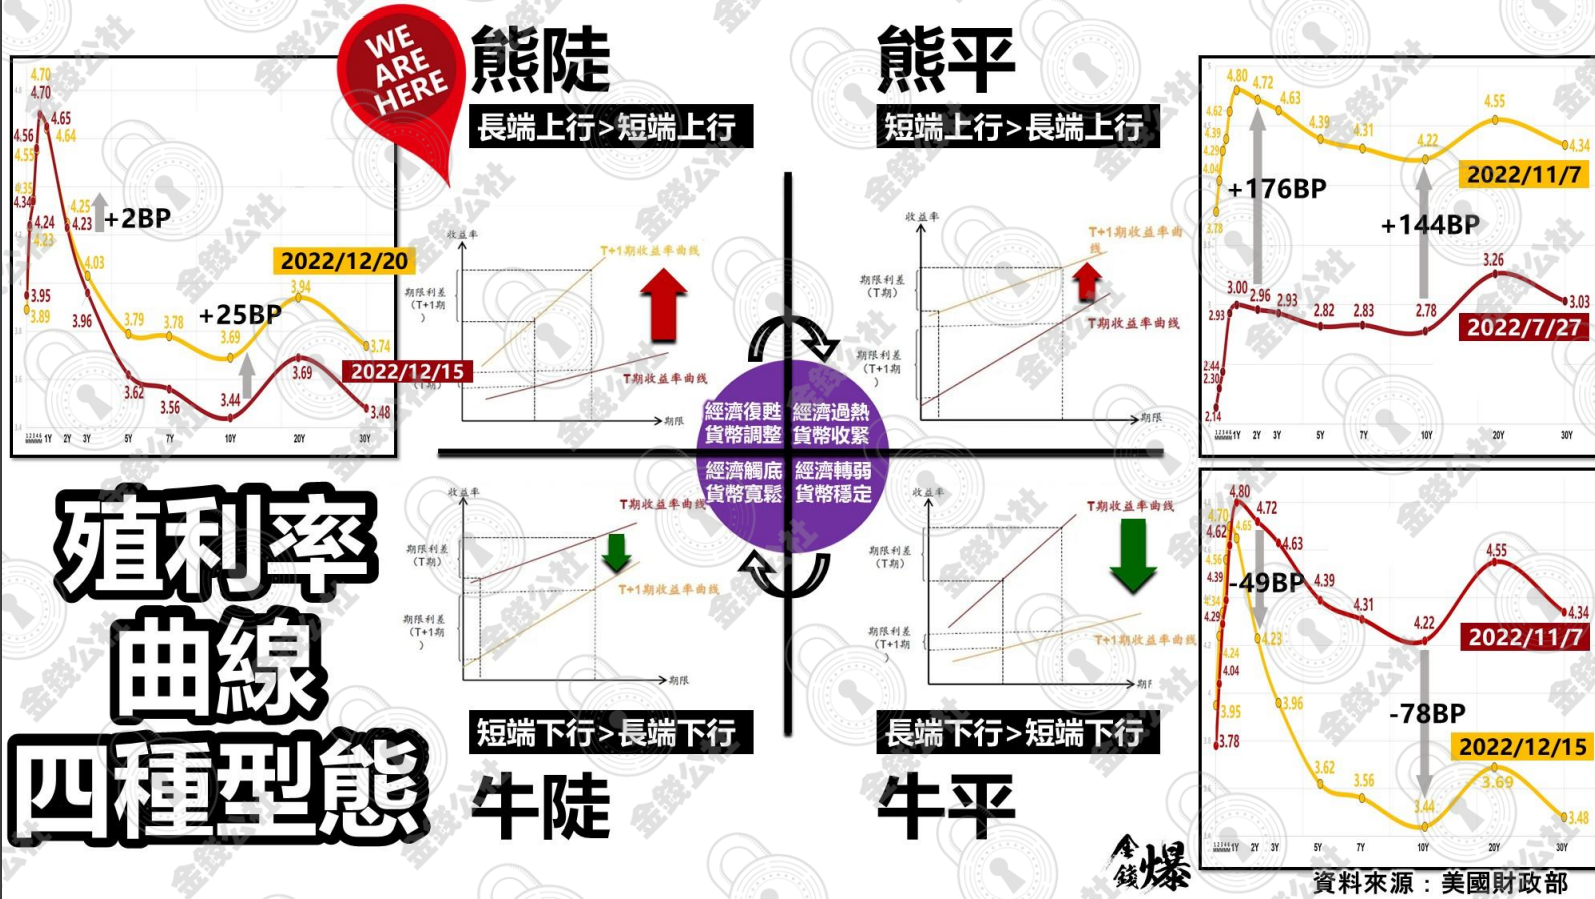 WE
ARE
HERE
熊陡
長端上行>短端上行
熊平
短端上行>長端上行
4.70
4.70
4.65
4.64
4.56
4.55
4.35
4.34
4.25
4.24
4.23
4.23
+2BP
4.03
3.95
3.89
3.96
3.79
3.78
3.69
3.94
3.74
+25BP
2022/12/20
2022/12/15
3.62
3.56
3.44
3.69
3.48
1Y 2Y 3Y 5Y 7Y 10Y 20Y 30Y
收益率
T+1期收益率曲线
期限利差
(T+1期
)
(T期)
T期收益率曲线
期限
收益率
T+1期收益率曲
线
期限利差
(T期)
T期收益率曲线
期限利差
(T+1期
)
期限
4.80
4.72
4.63
4.62
4.39
4.29
4.04
3.78
4.39
4.31
4.22
4.55
4.34
2022/11/7
+176BP
+144BP
3.00
2.96
2.93
2.93
2.82
2.83
2.78
3.26
3.03
2022/7/27
2.44
2.30
2.14
1Y 2Y 3Y 5Y 7Y 10Y 20Y 30Y
經濟復甦
貨幣調整
經濟過熱
貨幣收緊
經濟觸底
貨幣寬鬆
經濟轉弱
貨幣穩定
殖利率
曲線
四種型態
收益率
T期收益率曲线
期限利差
(T期)
T+1期收益率曲线
期限利差
(T+1期
)
期限
收益率
T期收益率曲线
期限利差
(T期)
期限利差
(T+1期
)
T+1期收益率曲线
短端下行>長端下行
牛陡
長端下行>短端下行
牛平
4.80
4.72
4.70
4.65
4.62
4.63
4.56
4.39
4.34
4.29
4.39
4.31
4.22
4.55
4.34
2022/11/7
-49BP
4.23
4.24
4.04
3.95
3.96
3.78
-78BP
2022/12/15
3.62
3.56
3.44
3.69
3.48
1Y 2Y 3Y 5Y 7Y 10Y 20Y 30Y
金錢爆
資料來源：美國財政部
金錢公社